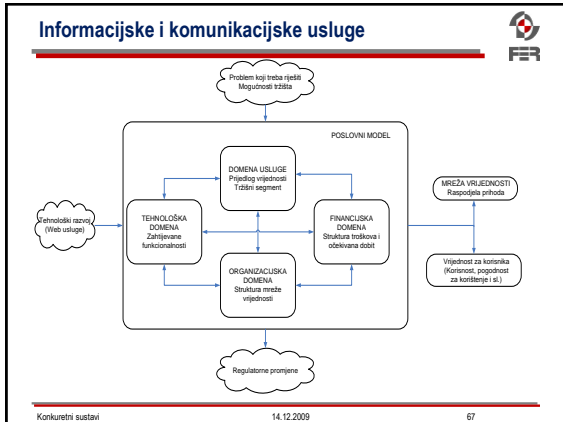 Informacijske i komunikacijske usluge
FER
Problem koji treba riješiti
Mogućnosti tržišta
POSLOVNI MODEL
DOMENA USLUGE
Prijedlog vrijednosti
Tržišni segment
TEHNOLOŠKA
DOMENA
Zahtijevane
funkcionalnosti
FINANCIJSKA
DOMENA
Struktura troškova i
očekivana dobit
ORGANIZACIJSKA
DOMENA
Struktura mreže
vrijednosti
Tehnološki razvoj
(Web usluge)
MREŽA VRIJEDNOSTI
Raspodjela prihoda
Vrijednost za korisnika
(Korisnost, pogodnost
za korištenje i sl.)
Regulatorne promjene
Konkuretni sustavi
14.12.2009
67